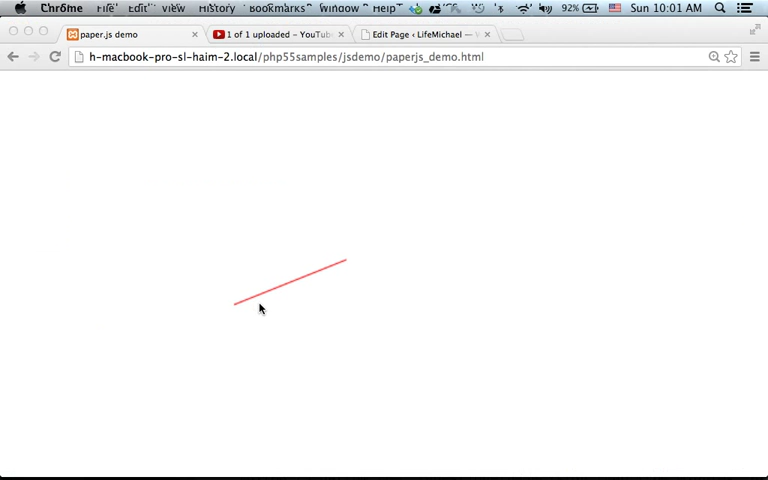 Chrome File Edit View History Bookmarks Window Help 92% Sun 10:01 AM
paper.js demo 1 of 1 uploaded - YouTub Edit Page ‹ LifeMichael —
h-macbook-pro-sl-haim-2.local/php55samples/jsdemo/paperjs_demo.html